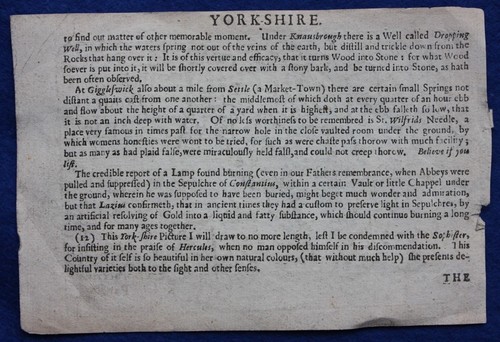 YORK-SHIRE.
to find out matter of other memorable moment. Under Knausbrough there is a Well called Dropping
Well, in which the waters spring not out of the veins of the earth, but distill and trickle down from the
Rocks that hang over it: It is of this vertue and efficacy, that it turns Wood into Stone: for what Wood
soever is put into it, it will be shortly covered over with a stony bark, and be turned into Stone, as hath
been often observed.
At Giggleswick also about a mile from Settle (a Market-Town) there are certain small Springs not
distant a quaits cast from one another: the middlemost of which doth at every quarter of an hour ebb
and flow about the height of a quarter of a yard when it is highest, and at the ebb falleth so low, that
it is not an inch deep with water. Of no less worthiness to be remembred is St. Wilfrids Needle, a
place very famous in times past for the narrow hole in the close vaulted room under the ground, by
which womens honesties were wont to be tried, for such as were chaste pass thorow with much facility;
but as many as had plaid false, were miraculously held fast, and could not creep thorow. Believe if you
list.
The credible report of a Lamp found burning (even in our Fathers remembrance, when Abbeys were
pulled and suppressed) in the Sepulchre of Constantius, within a certain Vault or little Chappel under
the ground, wherein he was supposed to have been buried, might beget much wonder and admiration,
but that Lazius confirmeth, that in ancient times they had a custom to preserve light in Sepulchres, by
an artificial resolving of Gold into a liquid and fatty substance, which should continue burning a long
time, and for many ages together.
(12) This York-shire Picture I will draw to no more length, lest I be condemned with the Sophister,
for insisting in the praise of Hercules, when no man opposed himself in his discommendation. This
Country of it self is so beautiful in her own natural colours, (that without much help) she presents de-
lightful varieties both to the sight and other senses.
THE